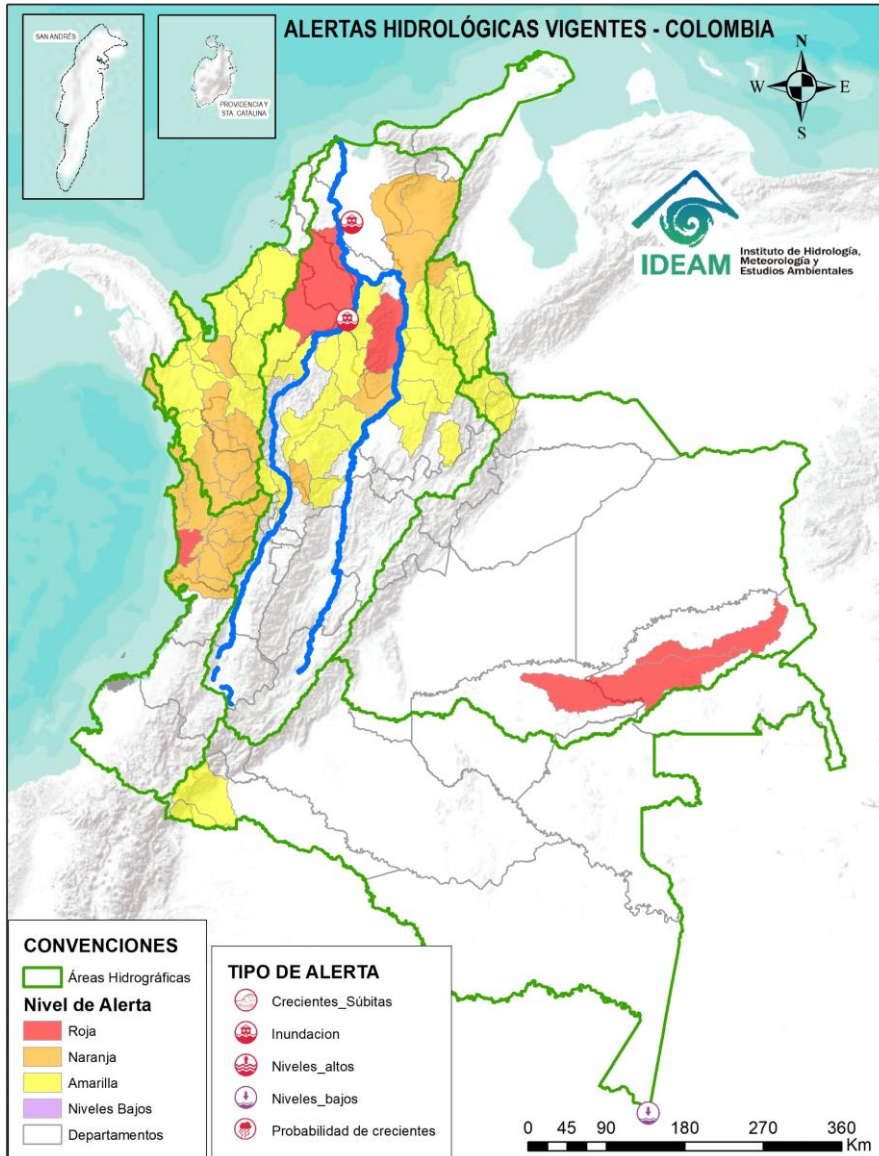 ALERTAS HIDROLÓGICAS VIGENTES - COLOMBIA
SAN ANDRÉS
PROVIDENCIA Y
STA. CATALINA
N
W
E
S
IDEAM
Instituto de Hidrología,
Meteorología y
Estudios Ambientales
CONVENCIONES
Áreas Hidrográficas
Nivel de Alerta
Roja
Naranja
Amarilla
Niveles Bajos
Departamentos
TIPO DE ALERTA
Crecientes_Súbitas
Inundacion
Niveles_altos
Niveles_bajos
Probabilidad de crecientes
0 45 90 180 270 360
Km